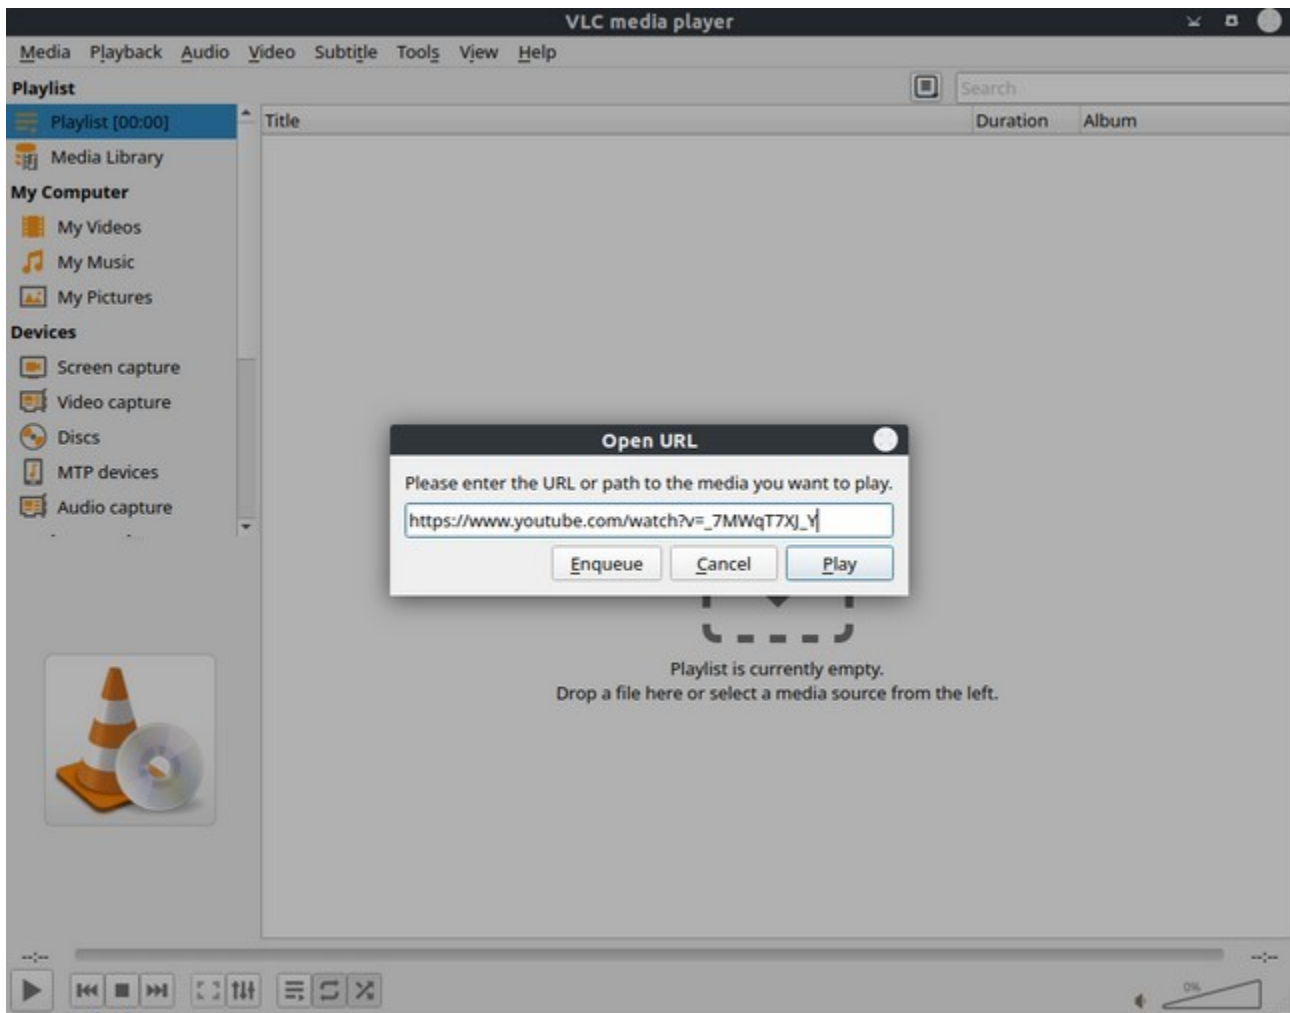 VLC media player
Media Playback Audio Video Subtitle Tools View Help
Playlist
Search
Playlist [00:00]
Title Duration Album
Media Library
My Computer
My Videos
My Music
My Pictures
Devices
Screen capture
Video capture
Discs
MTP devices
Audio capture
Open URL
Please enter the URL or path to the media you want to play.
https://www.youtube.com/watch?v=_7MWqT7XJ_Y
Enqueue Cancel Play
Playlist is currently empty.
Drop a file here or select a media source from the left.
--:-- --:--
0%